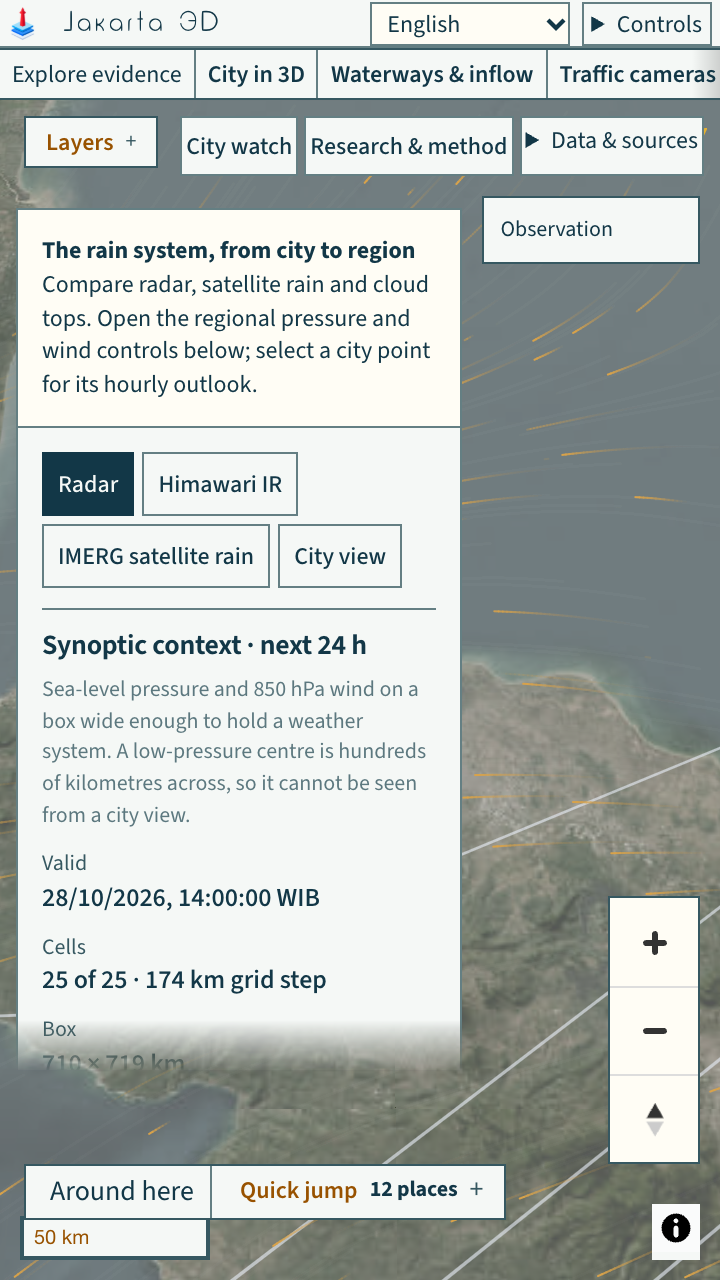 Jakarta 3D
English
Controls
Explore evidence
City in 3D
Waterways & inflow
Traffic cameras
Layers +
City watch
Research & method
Data & sources
Observation
The rain system, from city to region
Compare radar, satellite rain and cloud
tops. Open the regional pressure and
wind controls below; select a city point
for its hourly outlook.
Radar
Himawari IR
IMERG satellite rain
City view
Synoptic context · next 24 h
Sea-level pressure and 850 hPa wind on a
box wide enough to hold a weather
system. A low-pressure centre is hundreds
of kilometres across, so it cannot be seen
from a city view.
Valid
28/10/2026, 14:00:00 WIB
Cells
25 of 25 · 174 km grid step
Box
710 × 719 km
Around here
Quick jump 12 places +
50 km